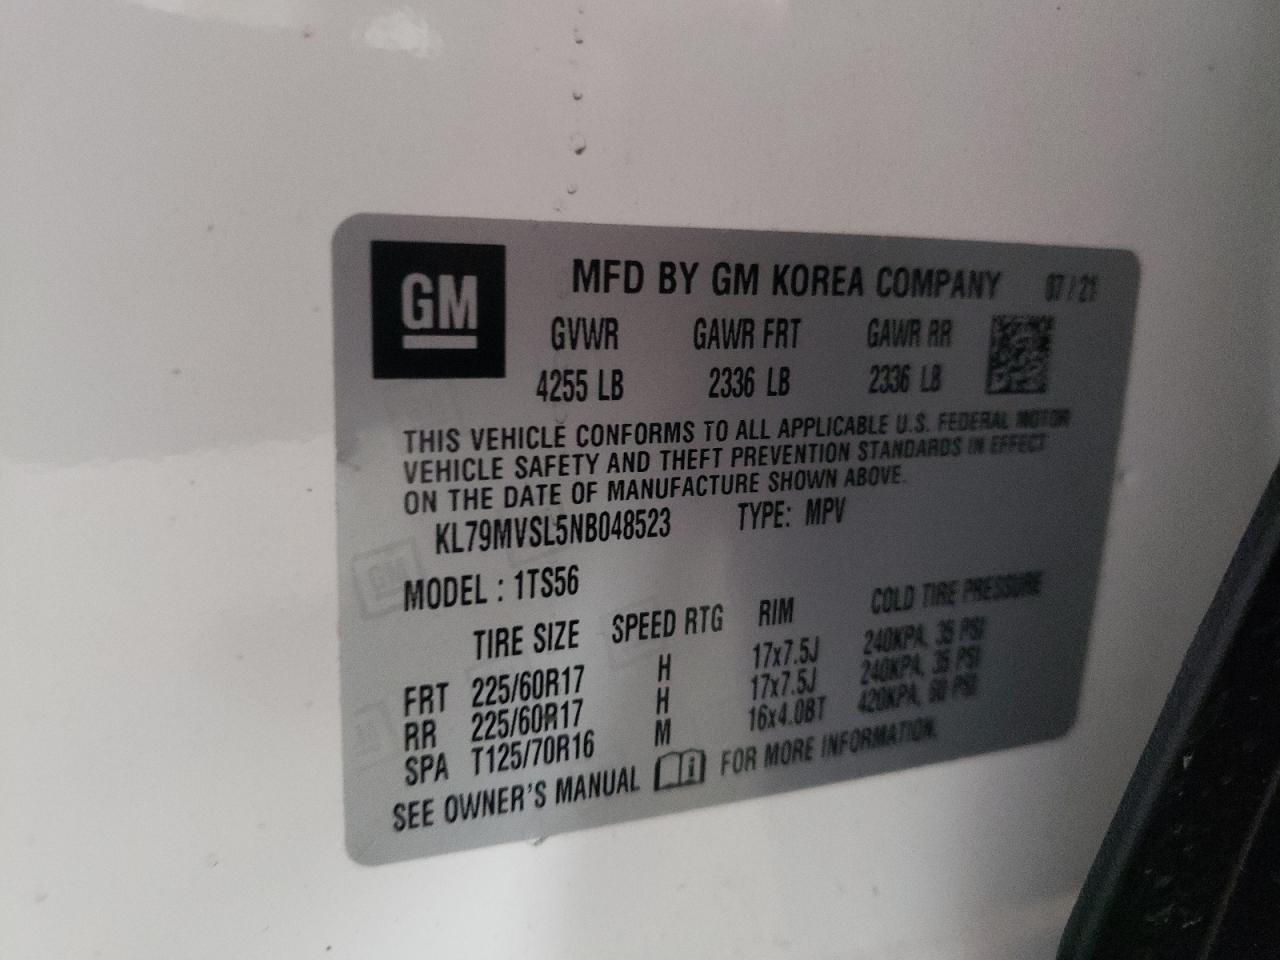 GM
MFD BY GM KOREA COMPANY 07/21
GVWR GAWR FRT GAWR RR
4255 LB 2336 LB 2336 LB
THIS VEHICLE CONFORMS TO ALL APPLICABLE U.S. FEDERAL MOTOR
VEHICLE SAFETY AND THEFT PREVENTION STANDARDS IN EFFECT
ON THE DATE OF MANUFACTURE SHOWN ABOVE.
KL79MVSL5NB048523 TYPE: MPV
MODEL : 1TS56
TIRE SIZE SPEED RTG RIM COLD TIRE PRESSURE
FRT 225/60R17 H 17x7.5J 240KPA, 35 PSI
RR 225/60R17 H 17x7.5J 240KPA, 35 PSI
SPA T125/70R16 M 16x4.0BT 420KPA, 60 PSI
SEE OWNER'S MANUAL FOR MORE INFORMATION.